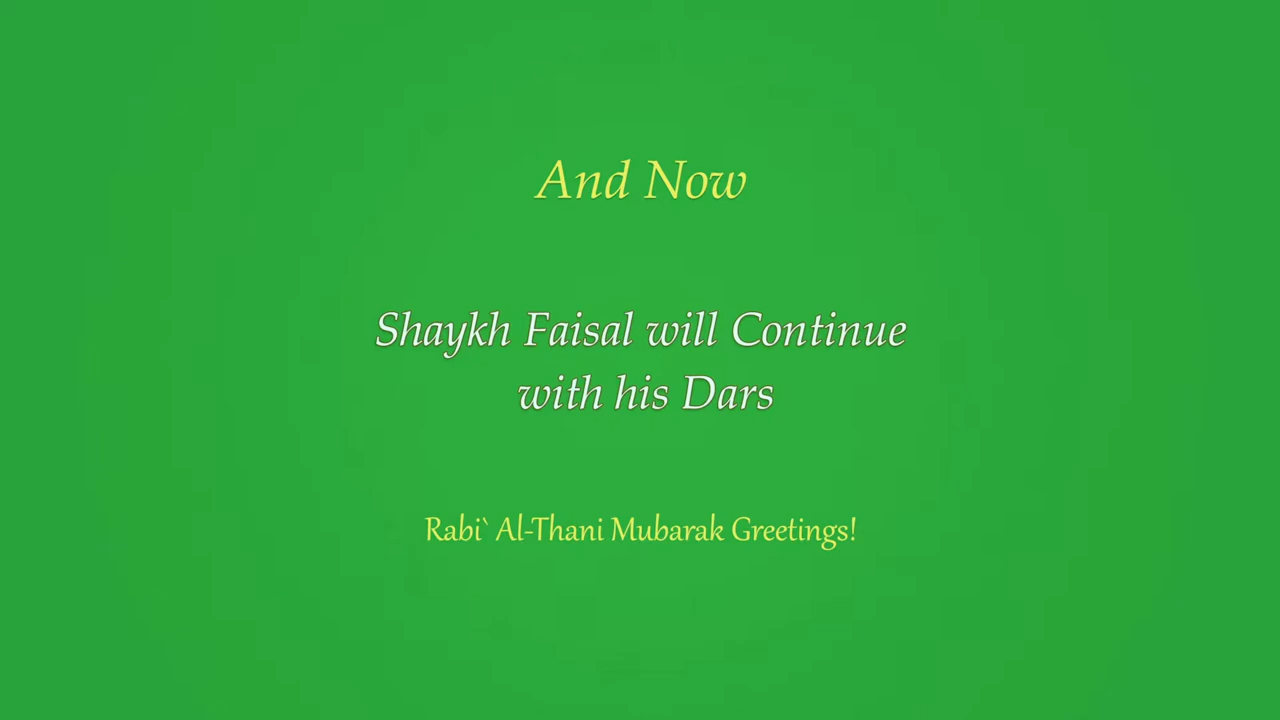 And Now
Shaykh Faisal will Continue
with his Dars
Rabi` Al-Thani Mubarak Greetings!